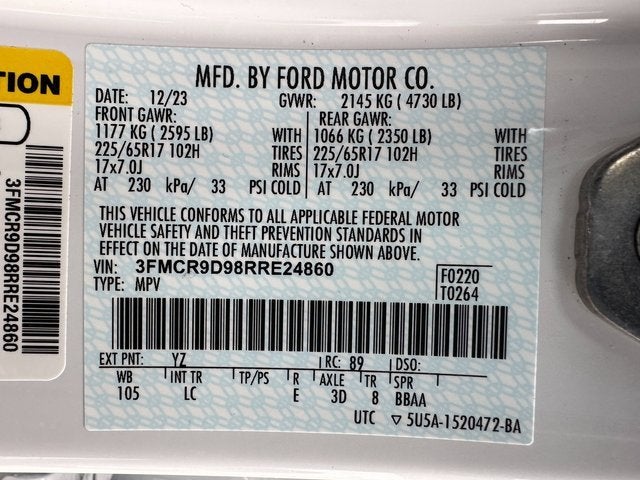 MFD. BY FORD MOTOR CO.
DATE: 12/23 GVWR: 2145 KG ( 4730 LB)
FRONT GAWR: REAR GAWR:
1177 KG ( 2595 LB) WITH 1066 KG ( 2350 LB) WITH
225/65R17 102H TIRES 225/65R17 102H TIRES
17x7.0J RIMS 17x7.0J RIMS
AT 230 kPa/ 33 PSI COLD AT 230 kPa/ 33 PSI COLD
THIS VEHICLE CONFORMS TO ALL APPLICABLE FEDERAL MOTOR
VEHICLE SAFETY AND THEFT PREVENTION STANDARDS IN
EFFECT ON THE DATE OF MANUFACTURE SHOWN ABOVE.
VIN: 3FMCR9D98RRE24860 F0220
TYPE: MPV T0264
EXT PNT: YZ RC: 89 DSO:
WB INT TR TP/PS R AXLE TR SPR
105 LC E 3D 8 BBAA
UTC ▽5U5A-1520472-BA
3FMCR9D98RRE24860